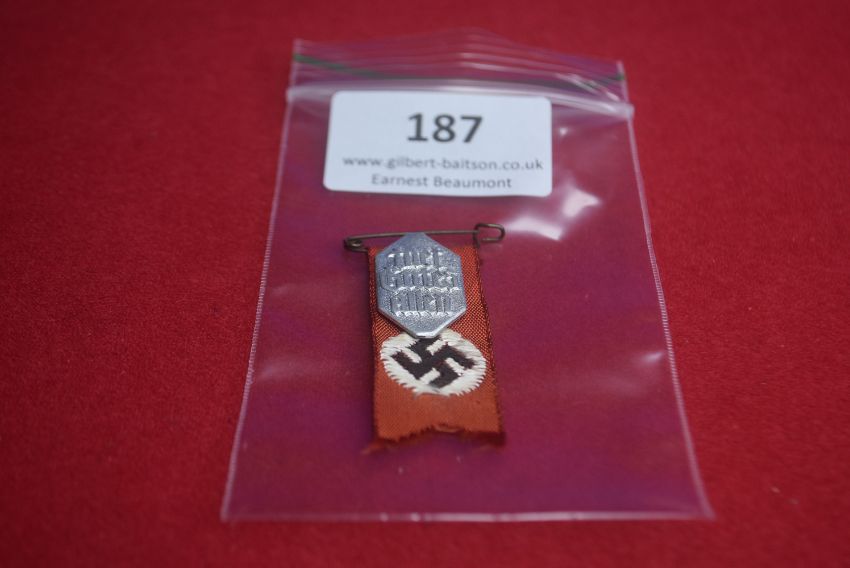 187
www.gilbert-baitson.co.uk
Earnest Beaumont